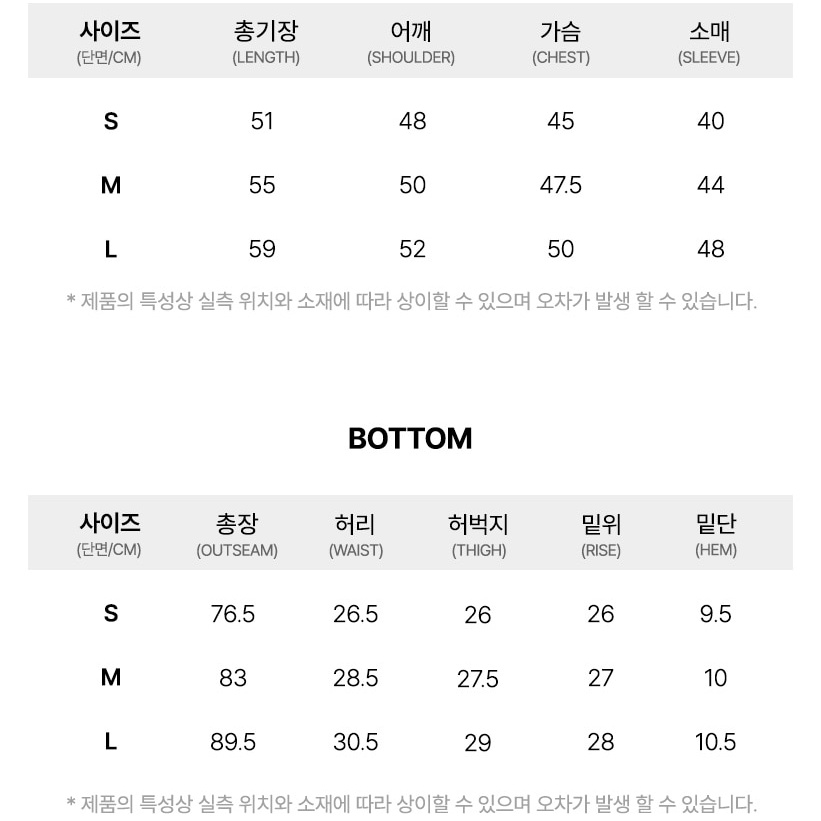 사이즈 총기장 어깨 가슴 소매
(단면/CM) (LENGTH) (SHOULDER) (CHEST) (SLEEVE)
S 51 48 45 40
M 55 50 47.5 44
L 59 52 50 48
* 제품의 특성상 실측 위치와 소재에 따라 상이할 수 있으며 오차가 발생 할 수 있습니다.
BOTTOM
사이즈 총장 허리 허벅지 밑위 밑단
(단면/CM) (OUTSEAM) (WAIST) (THIGH) (RISE) (HEM)
S 76.5 26.5 26 26 9.5
M 83 28.5 27.5 27 10
L 89.5 30.5 29 28 10.5
* 제품의 특성상 실측 위치와 소재에 따라 상이할 수 있으며 오차가 발생 할 수 있습니다.